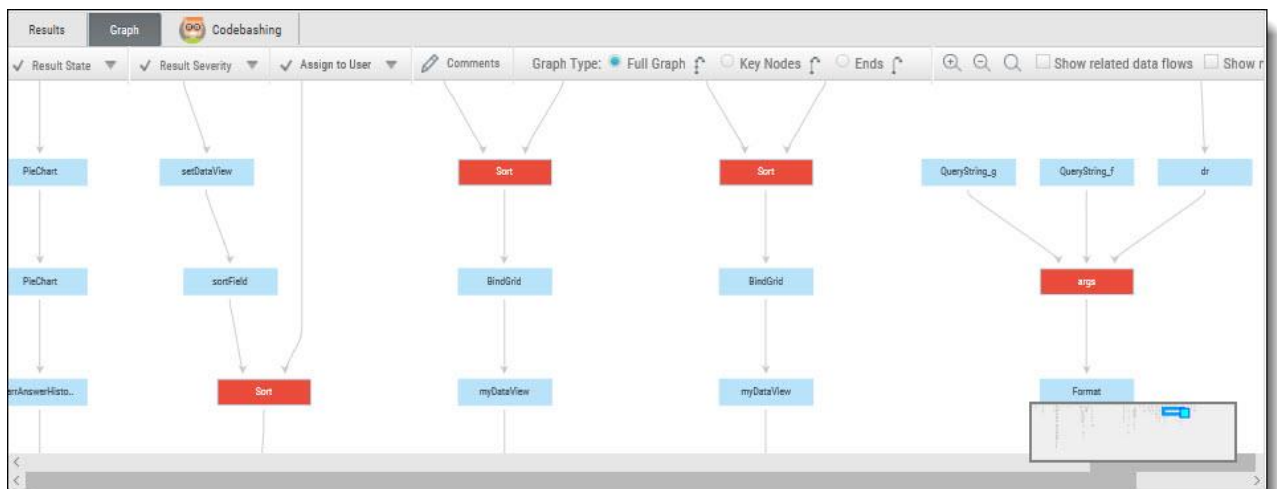 Results Graph Codebashing
Result State Result Severity Assign to User Comments Graph Type: Full Graph Key Nodes Ends Show related data flows Show r
PieChart setDataView Sort Sort QueryString_g QueryString_f dr
PieChart sortField BindGrid BindGrid args
arrAnswerHisto.. Sort myDataView myDataView Format